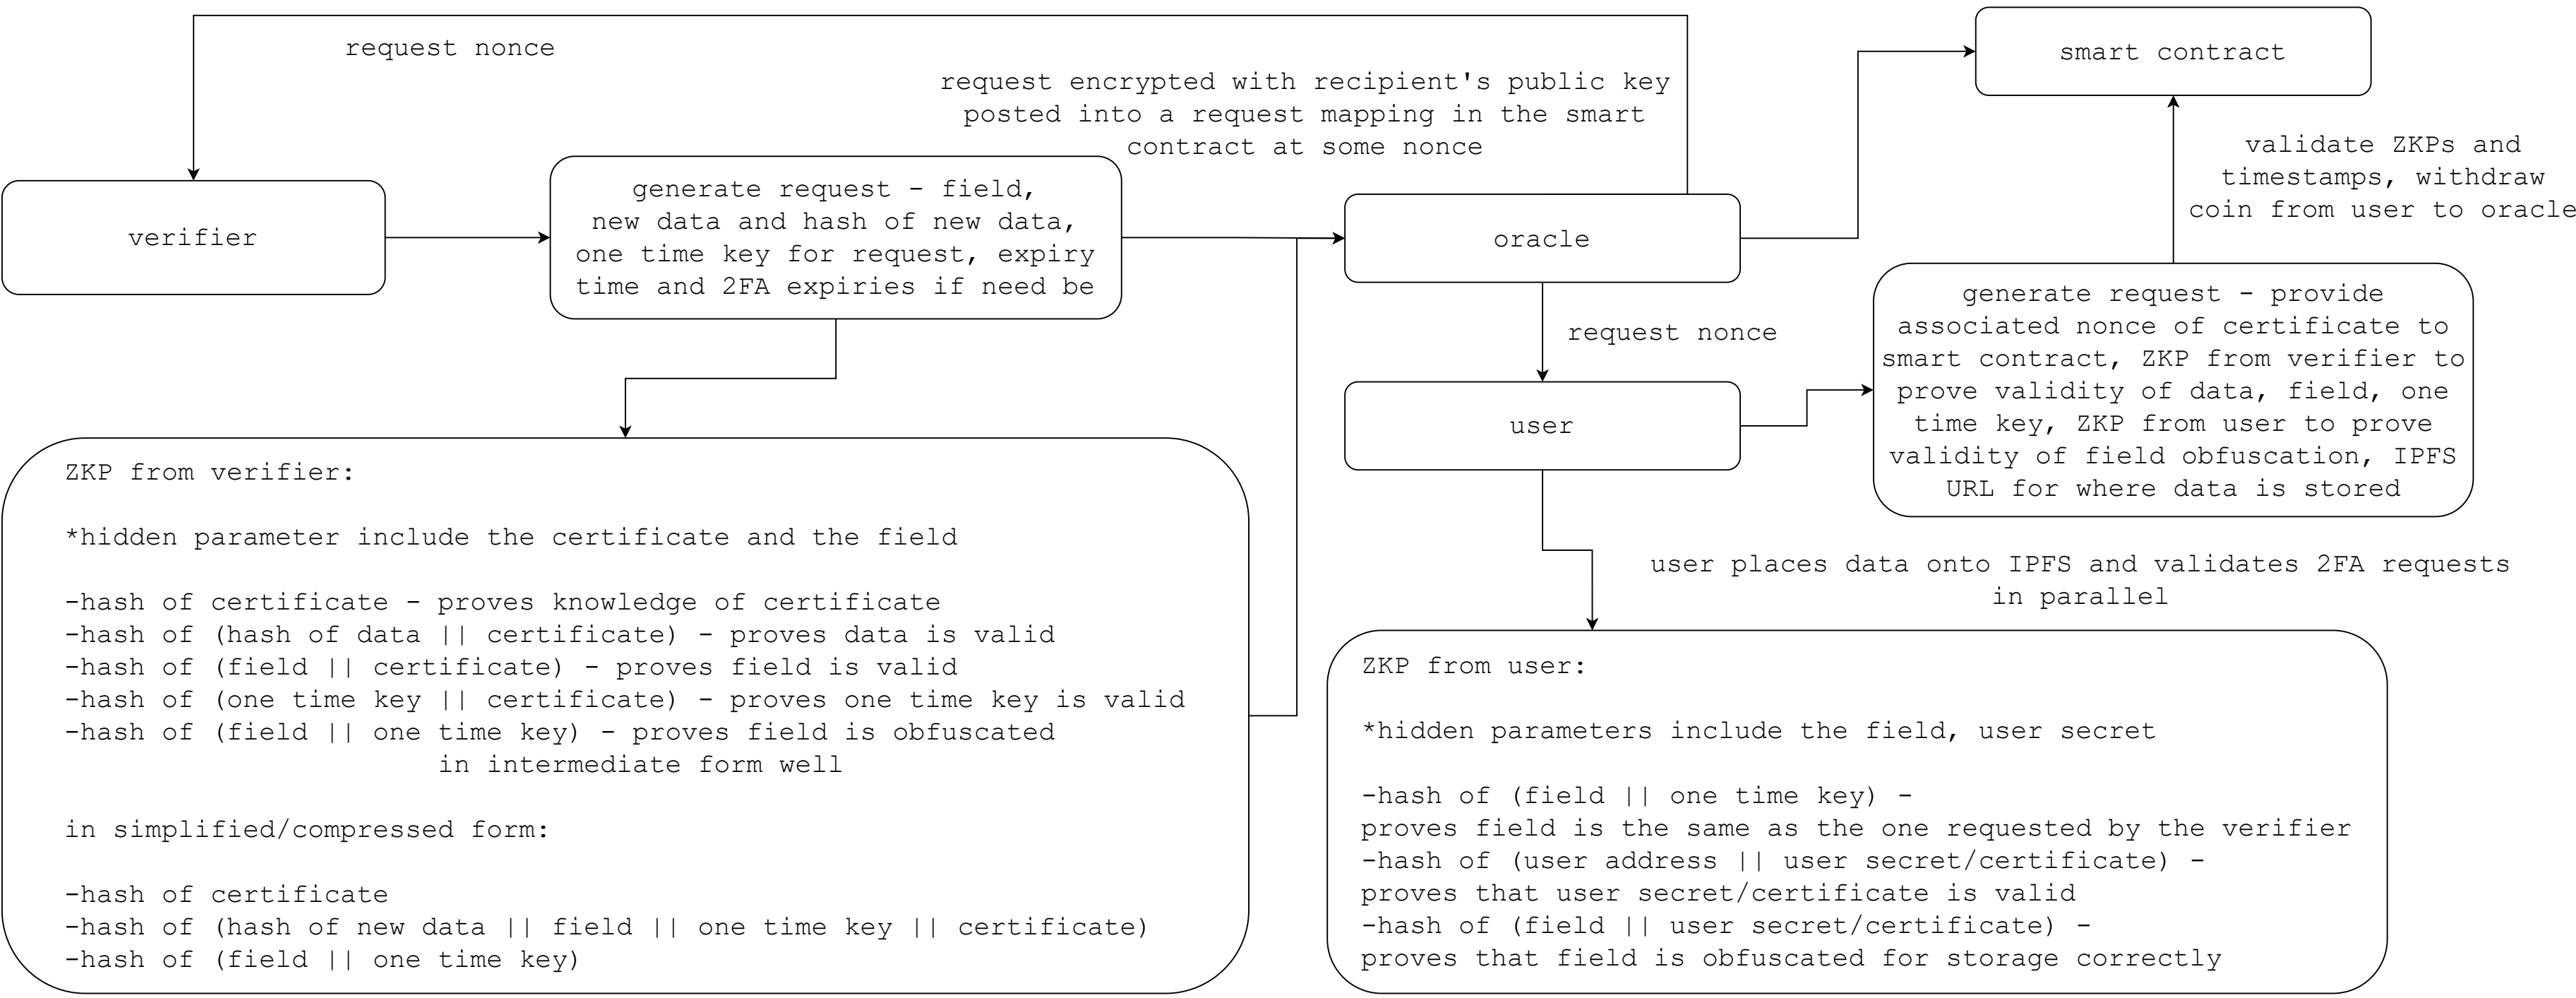 request nonce
request encrypted with recipient's public key
posted into a request mapping in the smart
contract at some nonce
smart contract
validate ZKPs and
timestamps, withdraw
coin from user to oracle
verifier
generate request - field,
new data and hash of new data,
one time key for request, expiry
time and 2FA expiries if need be
oracle
request nonce
user
generate request - provide
associated nonce of certificate to
smart contract, ZKP from verifier to
prove validity of data, field, one
time key, ZKP from user to prove
validity of field obfuscation, IPFS
URL for where data is stored
ZKP from verifier:
*hidden parameter include the certificate and the field
-hash of certificate - proves knowledge of certificate
-hash of (hash of data || certificate) - proves data is valid
-hash of (field || certificate) - proves field is valid
-hash of (one time key || certificate) - proves one time key is valid
-hash of (field || one time key) - proves field is obfuscated
in intermediate form well
in simplified/compressed form:
-hash of certificate
-hash of (hash of new data || field || one time key || certificate)
-hash of (field || one time key)
user places data onto IPFS and validates 2FA requests
in parallel
ZKP from user:
*hidden parameters include the field, user secret
-hash of (field || one time key) -
proves field is the same as the one requested by the verifier
-hash of (user address || user secret/certificate) -
proves that user secret/certificate is valid
-hash of (field || user secret/certificate) -
proves that field is obfuscated for storage correctly